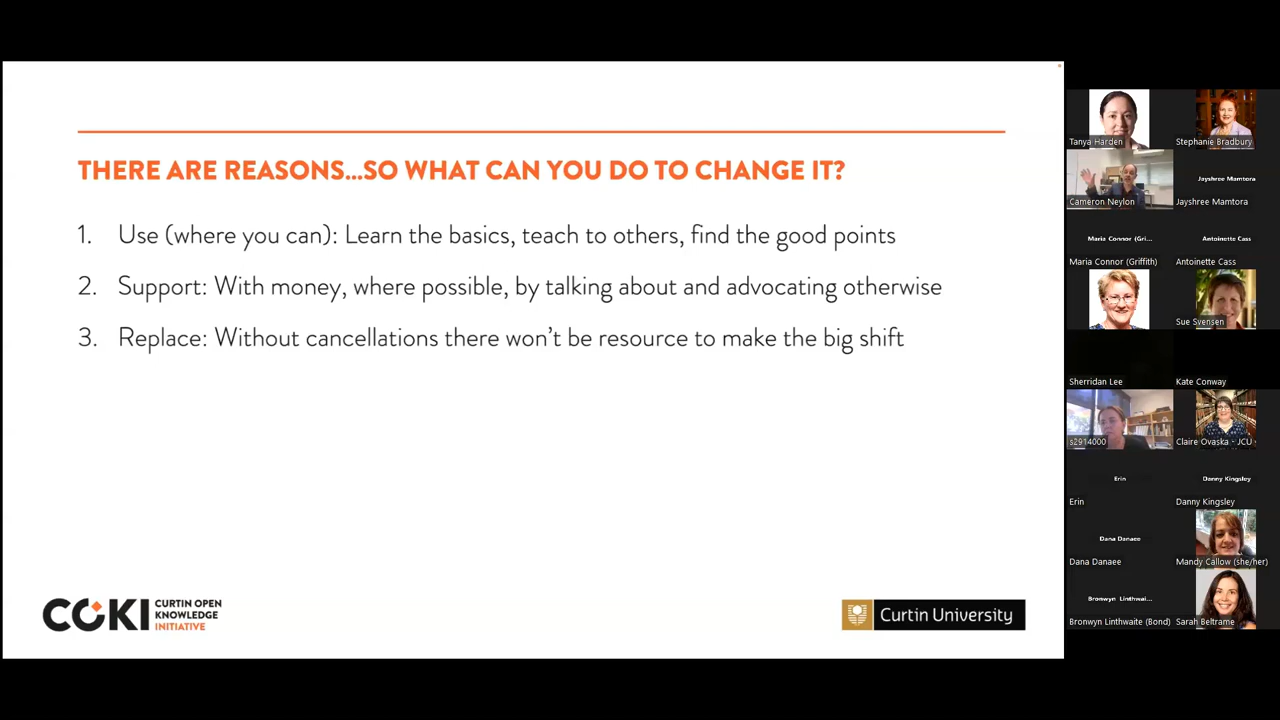 THERE ARE REASONS...SO WHAT CAN YOU DO TO CHANGE IT?
1. Use (where you can): Learn the basics, teach to others, find the good points
2. Support: With money, where possible, by talking about and advocating otherwise
3. Replace: Without cancellations there won't be resource to make the big shift
COKI
CURTIN OPEN
KNOWLEDGE
INITIATIVE
Curtin University
Tanya Harden
Stephanie Bradbury
Cameron Neylon
Jayshree Mamtora
Jayshree Mamtora
Maria Connor (Gri...
Maria Connor (Griffith)
Antoinette Cass
Antoinette Cass
Sue Svensen
Sherridan Lee
Kate Conway
s2914000
Claire Ovaska - JCU
Erin
Erin
Danny Kingsley
Danny Kingsley
Dana Danaee
Dana Danaee
Mandy Callow (she/her)
Bronwyn Linthwai...
Bronwyn Linthwaite (Bond)
Sarah Beltrame